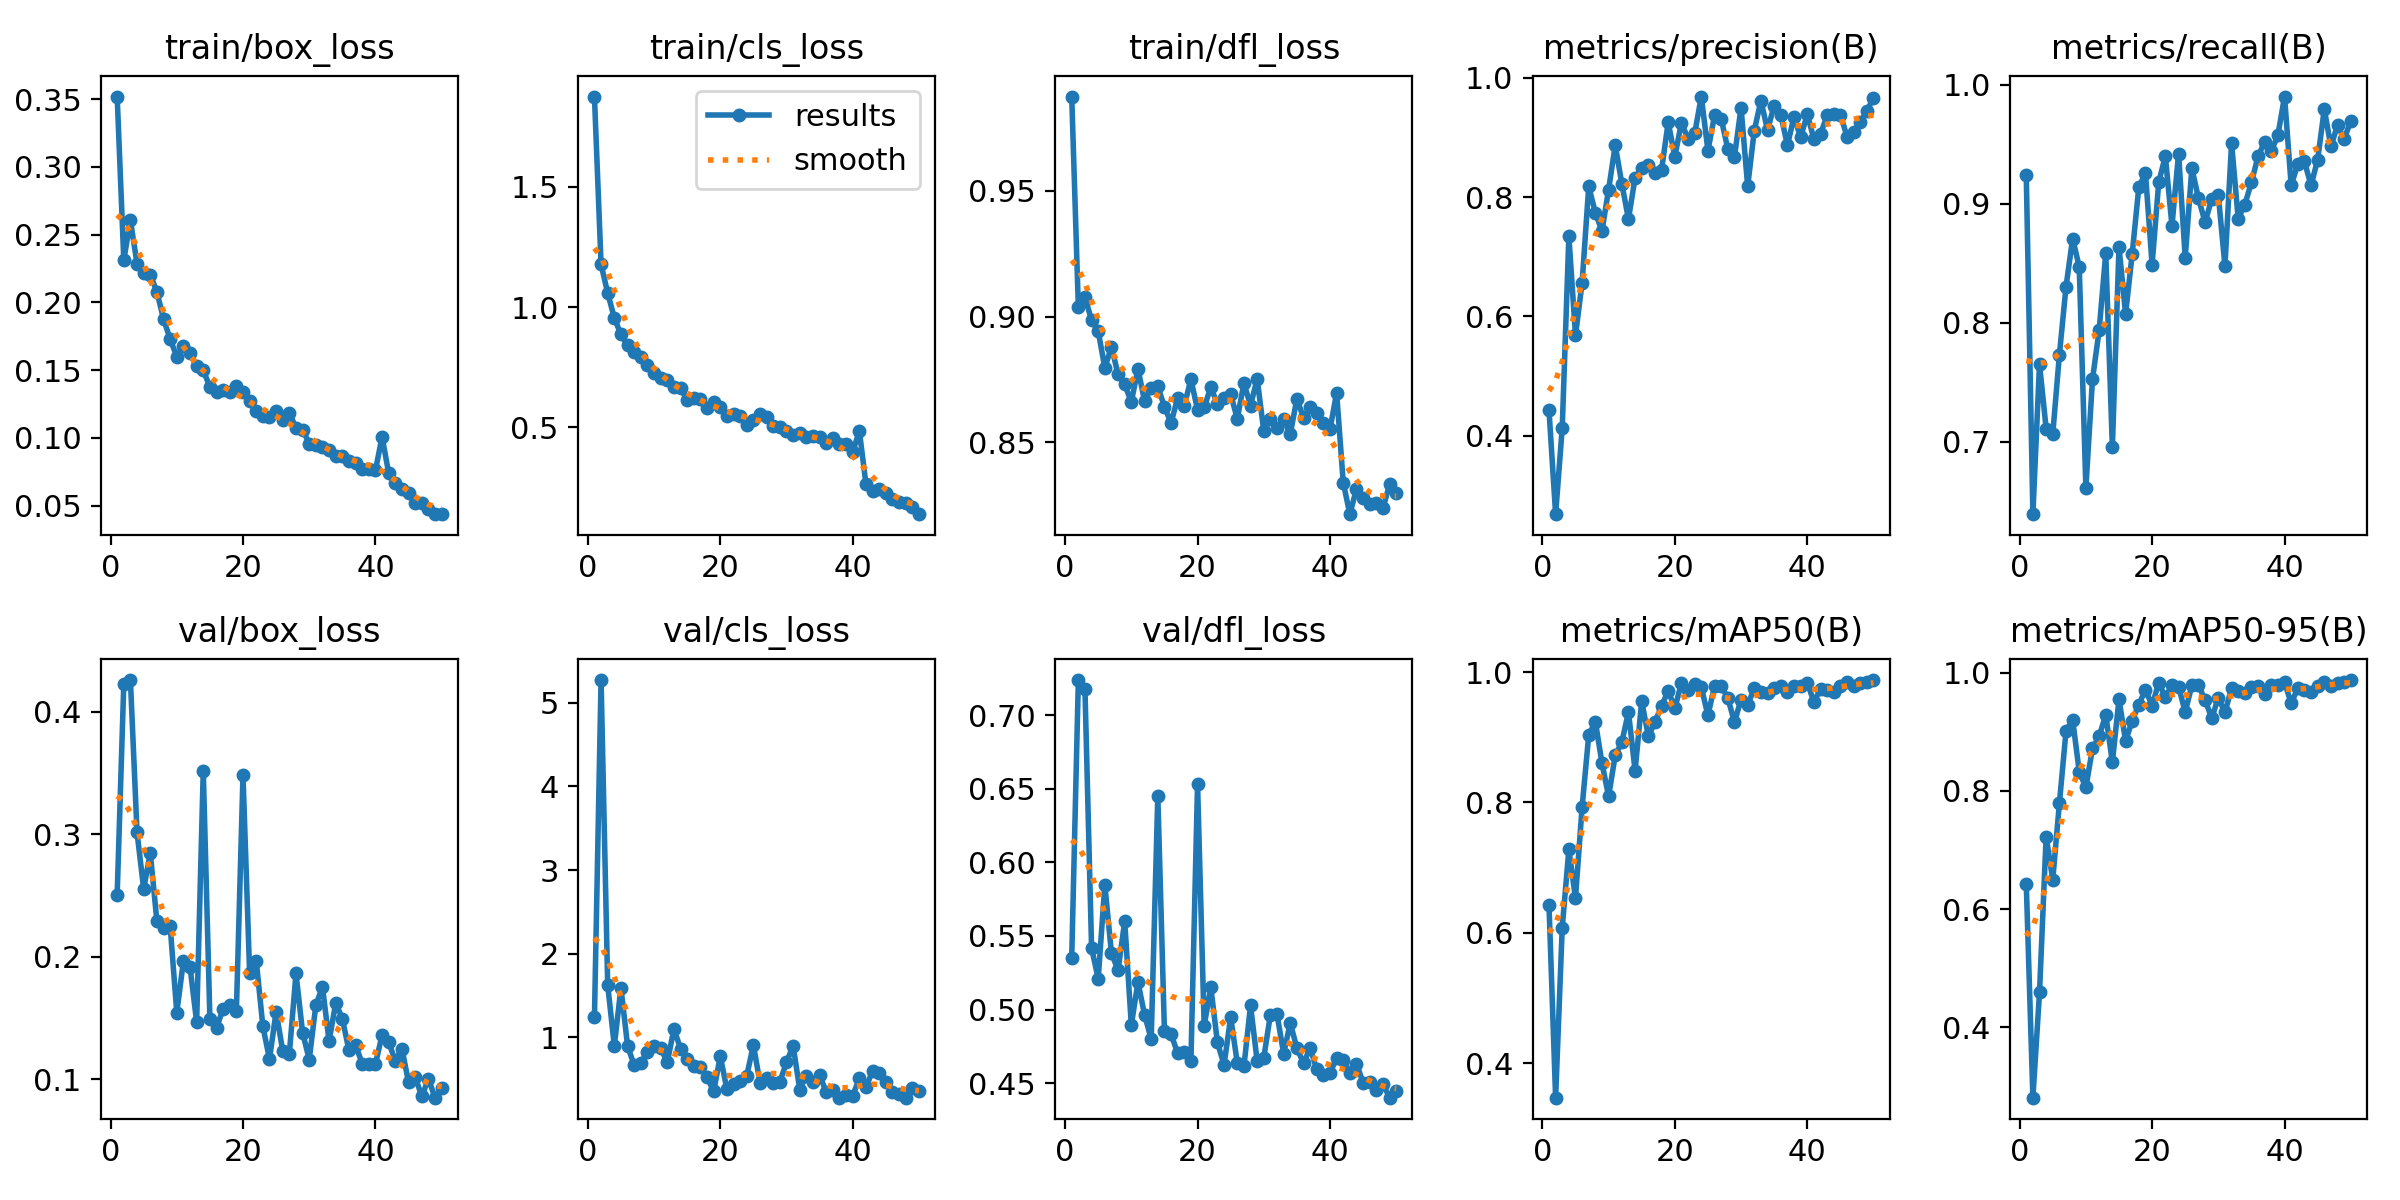 train/box_loss
train/cls_loss
train/dfl_loss
metrics/precision(B)
metrics/recall(B)
0.35
0.30
0.25
0.20
0.15
0.10
0.05
0 20 40
results
smooth
1.5
1.0
0.5
0 20 40
0.95
0.90
0.85
0 20 40
1.0
0.8
0.6
0.4
0 20 40
1.0
0.9
0.8
0.7
0 20 40
val/box_loss
val/cls_loss
val/dfl_loss
metrics/mAP50(B)
metrics/mAP50-95(B)
0.4
0.3
0.2
0.1
0 20 40
5
4
3
2
1
0 20 40
0.70
0.65
0.60
0.55
0.50
0.45
0 20 40
1.0
0.8
0.6
0.4
0 20 40
1.0
0.8
0.6
0.4
0 20 40